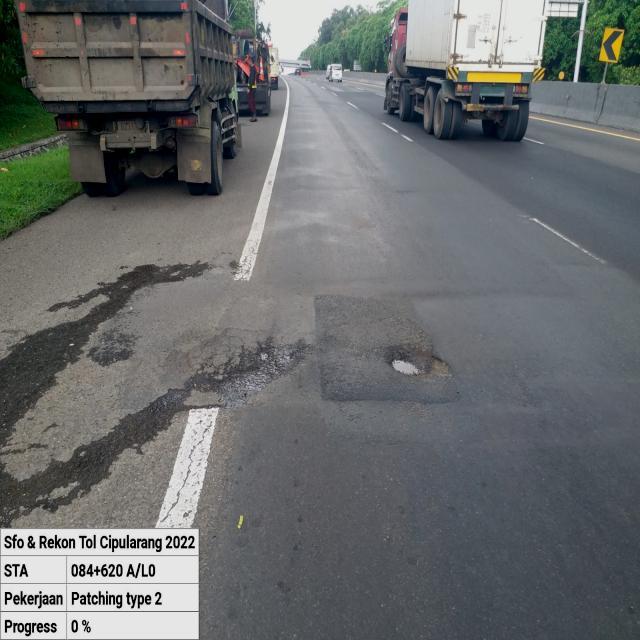 Sfo & Rekon Tol Cipularang 2022
STA 084+620 A/L0
Pekerjaan Patching type 2
Progress 0 %